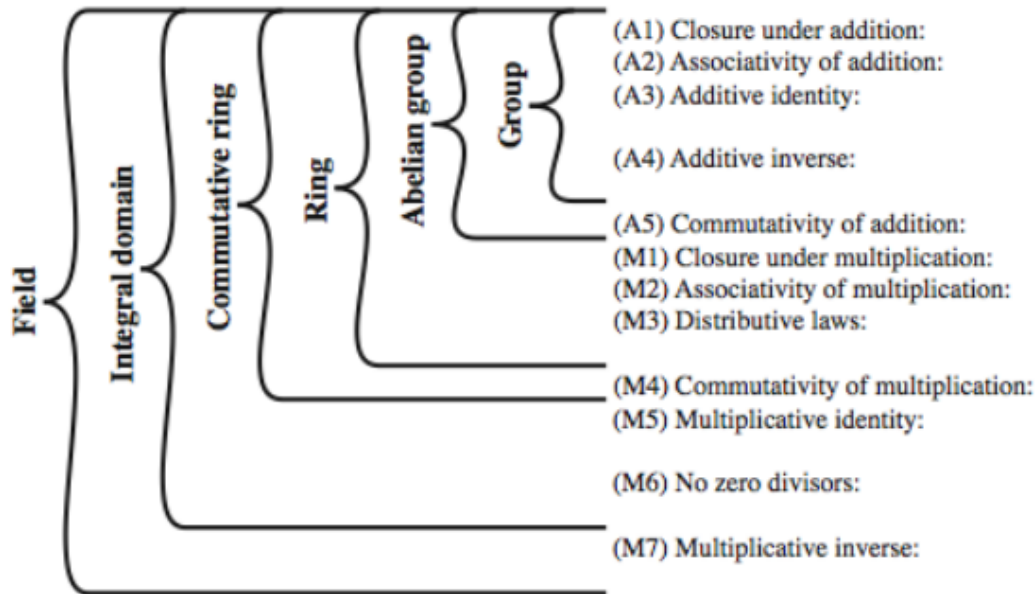 Field
Integral domain
Commutative ring
Ring
Abelian group
Group
(A1) Closure under addition:
(A2) Associativity of addition:
(A3) Additive identity:
(A4) Additive inverse:
(A5) Commutativity of addition:
(M1) Closure under multiplication:
(M2) Associativity of multiplication:
(M3) Distributive laws:
(M4) Commutativity of multiplication:
(M5) Multiplicative identity:
(M6) No zero divisors:
(M7) Multiplicative inverse: